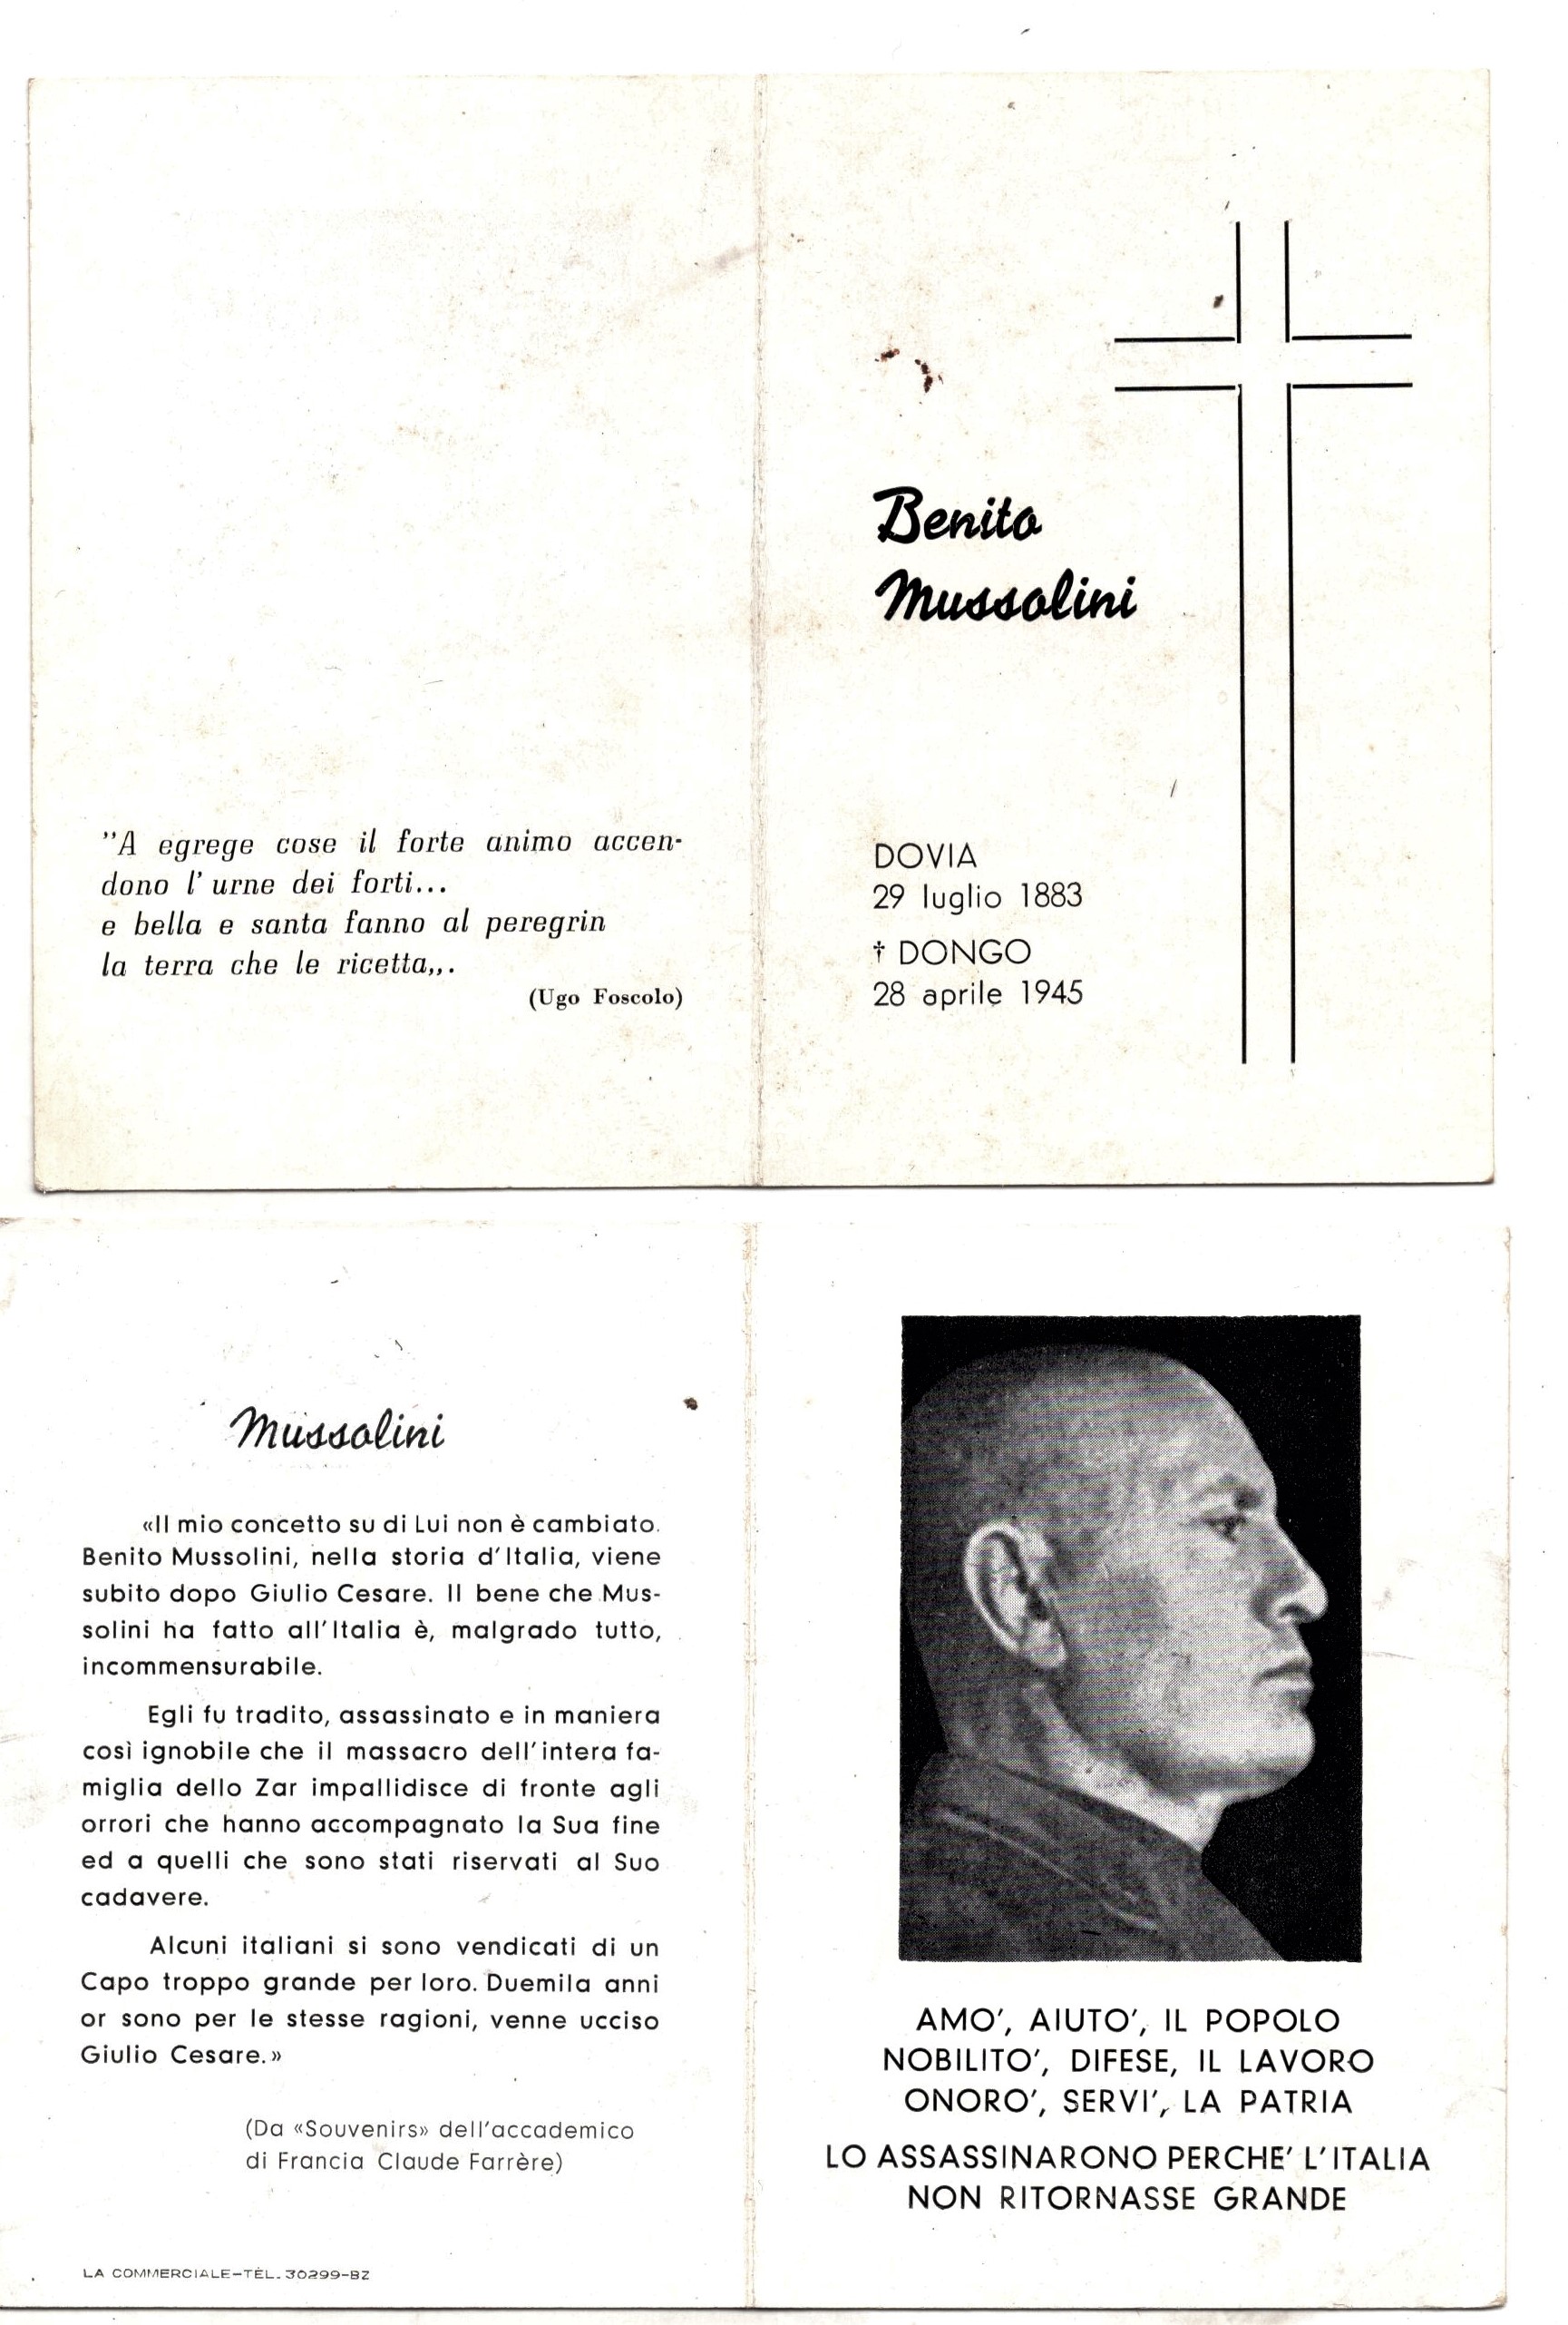 "A egrege cose il forte animo accen-
dono l' urne dei forti...
e bella e santa fanno al peregrin
la terra che le ricetta,,.
(Ugo Foscolo)
Benito
Mussolini
DOVIA
29 luglio 1883
† DONGO
28 aprile 1945
Mussolini
«Il mio concetto su di Lui non è cambiato.
Benito Mussolini, nella storia d'Italia, viene
subito dopo Giulio Cesare. Il bene che Mus-
solini ha fatto all'Italia è, malgrado tutto,
incommensurabile.
Egli fu tradito, assassinato e in maniera
così ignobile che il massacro dell'intera fa-
miglia dello Zar impallidisce di fronte agli
orrori che hanno accompagnato la Sua fine
ed a quelli che sono stati riservati al Suo
cadavere.
Alcuni italiani si sono vendicati di un
Capo troppo grande per loro. Duemila anni
or sono per le stesse ragioni, venne ucciso
Giulio Cesare.»
(Da «Souvenirs» dell'accademico
di Francia Claude Farrère)
LA COMMERCIALE-TÈL. 30299-BZ
AMO', AIUTO', IL POPOLO
NOBILITO', DIFESE, IL LAVORO
ONORO', SERVI', LA PATRIA
LO ASSASSINARONO PERCHE' L'ITALIA
NON RITORNASSE GRANDE